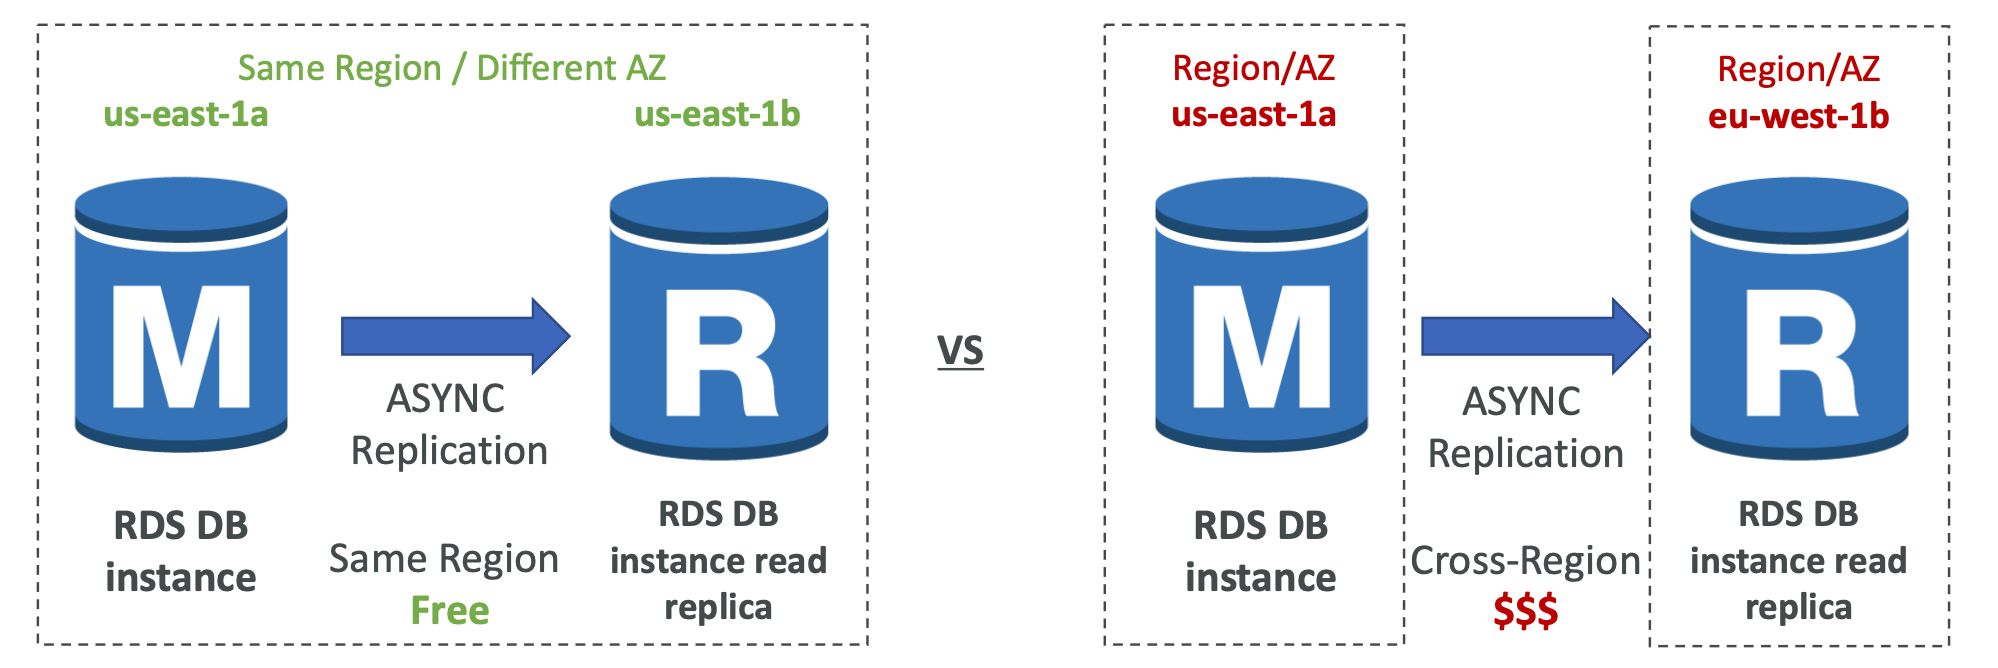 Same Region / Different AZ
us-east-1a
us-east-1b
M
R
ASYNC
Replication
RDS DB
instance
Same Region
Free
RDS DB
instance read
replica
VS
Region/AZ
us-east-1a
Region/AZ
eu-west-1b
M
R
ASYNC
Replication
RDS DB
instance
Cross-Region
$$$
RDS DB
instance read
replica